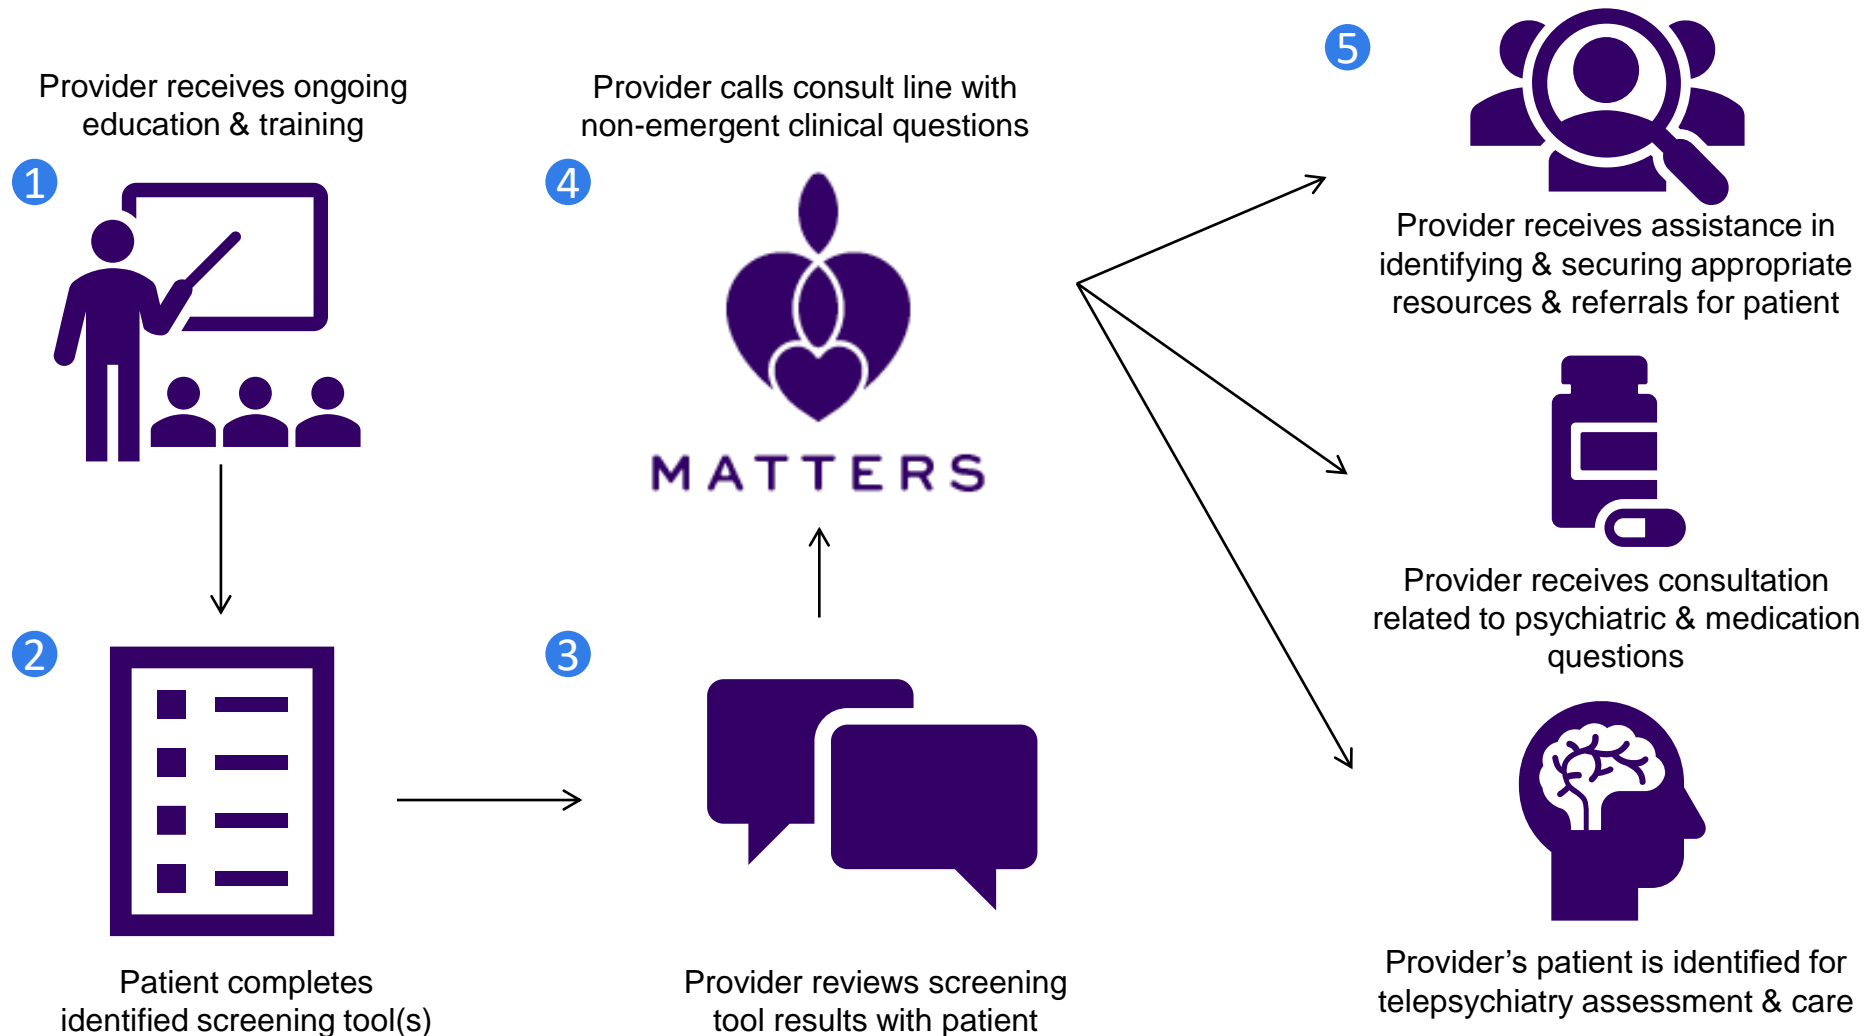 Provider receives ongoing
education & training
1
2
Patient completes
identified screening tool(s)
3
Provider reviews screening
tool results with patient
Provider calls consult line with
non-emergent clinical questions
4
MATTERS
5
Provider receives assistance in
identifying & securing appropriate
resources & referrals for patient
Provider receives consultation
related to psychiatric & medication
questions
Provider’s patient is identified for
telepsychiatry assessment & care